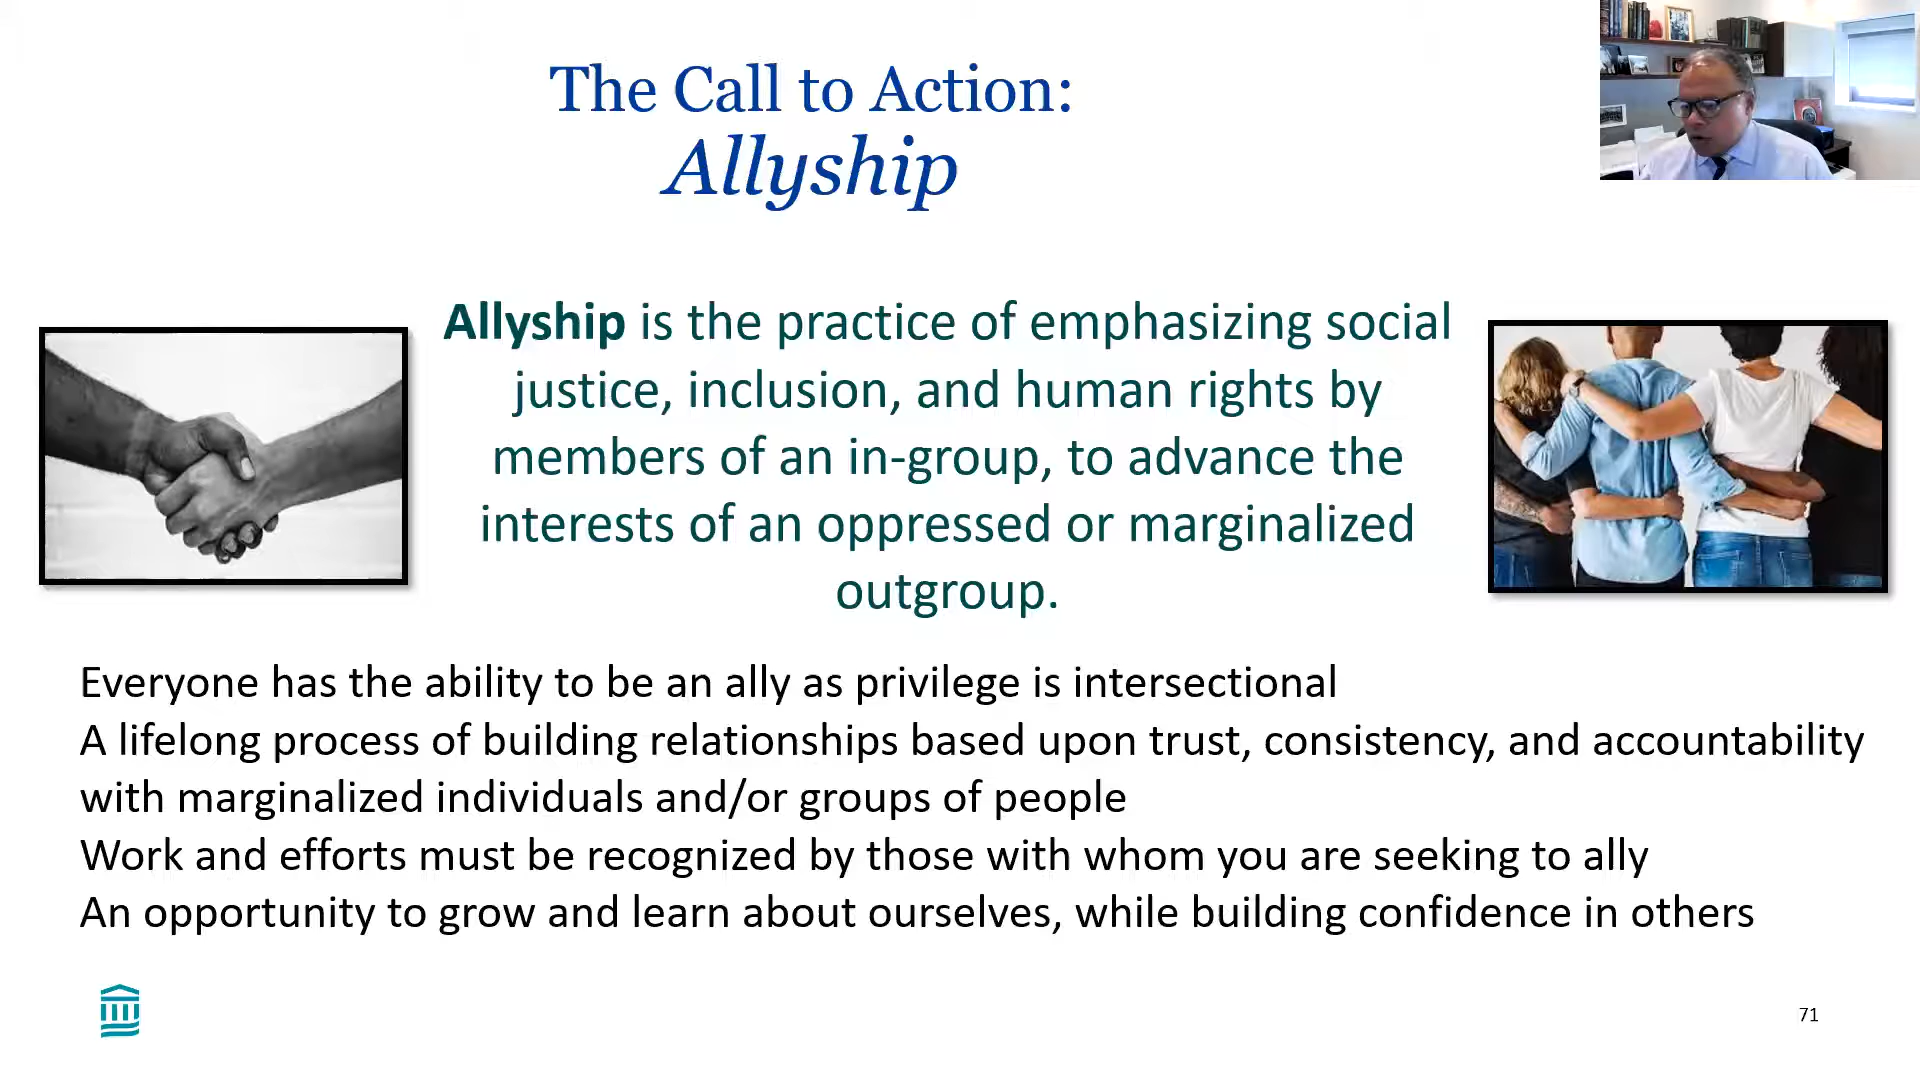 The Call to Action:
Allyship
Allyship is the practice of emphasizing social
justice, inclusion, and human rights by
members of an in-group, to advance the
interests of an oppressed or marginalized
outgroup.
Everyone has the ability to be an ally as privilege is intersectional
A lifelong process of building relationships based upon trust, consistency, and accountability
with marginalized individuals and/or groups of people
Work and efforts must be recognized by those with whom you are seeking to ally
An opportunity to grow and learn about ourselves, while building confidence in others
71